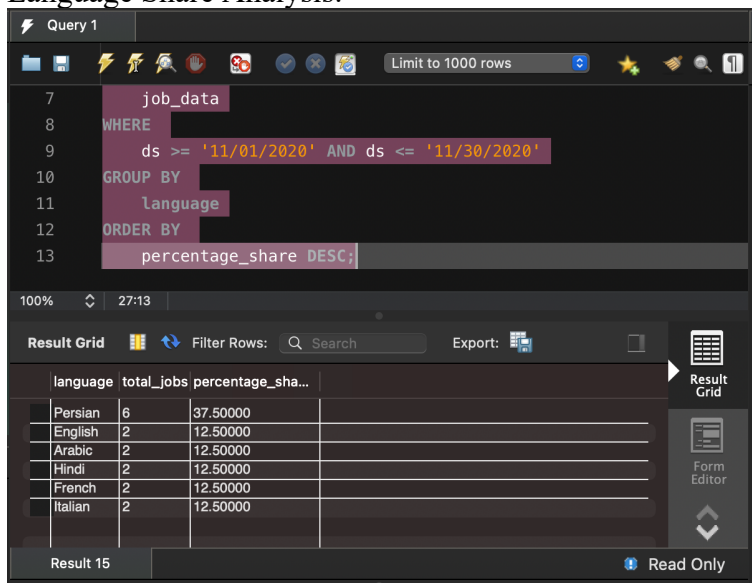 Language Share Analysis:
Query 1
Limit to 1000 rows
7 job_data
8 WHERE
9 ds >= '11/01/2020' AND ds <= '11/30/2020'
10 GROUP BY
11 language
12 ORDER BY
13 percentage_share DESC;
100% 27:13
Result Grid Filter Rows: Search Export:
language total_jobs percentage_sha...
Persian 6 37.50000
English 2 12.50000
Arabic 2 12.50000
Hindi 2 12.50000
French 2 12.50000
Italian 2 12.50000
Result
Grid
Form
Editor
Result 15 Read Only